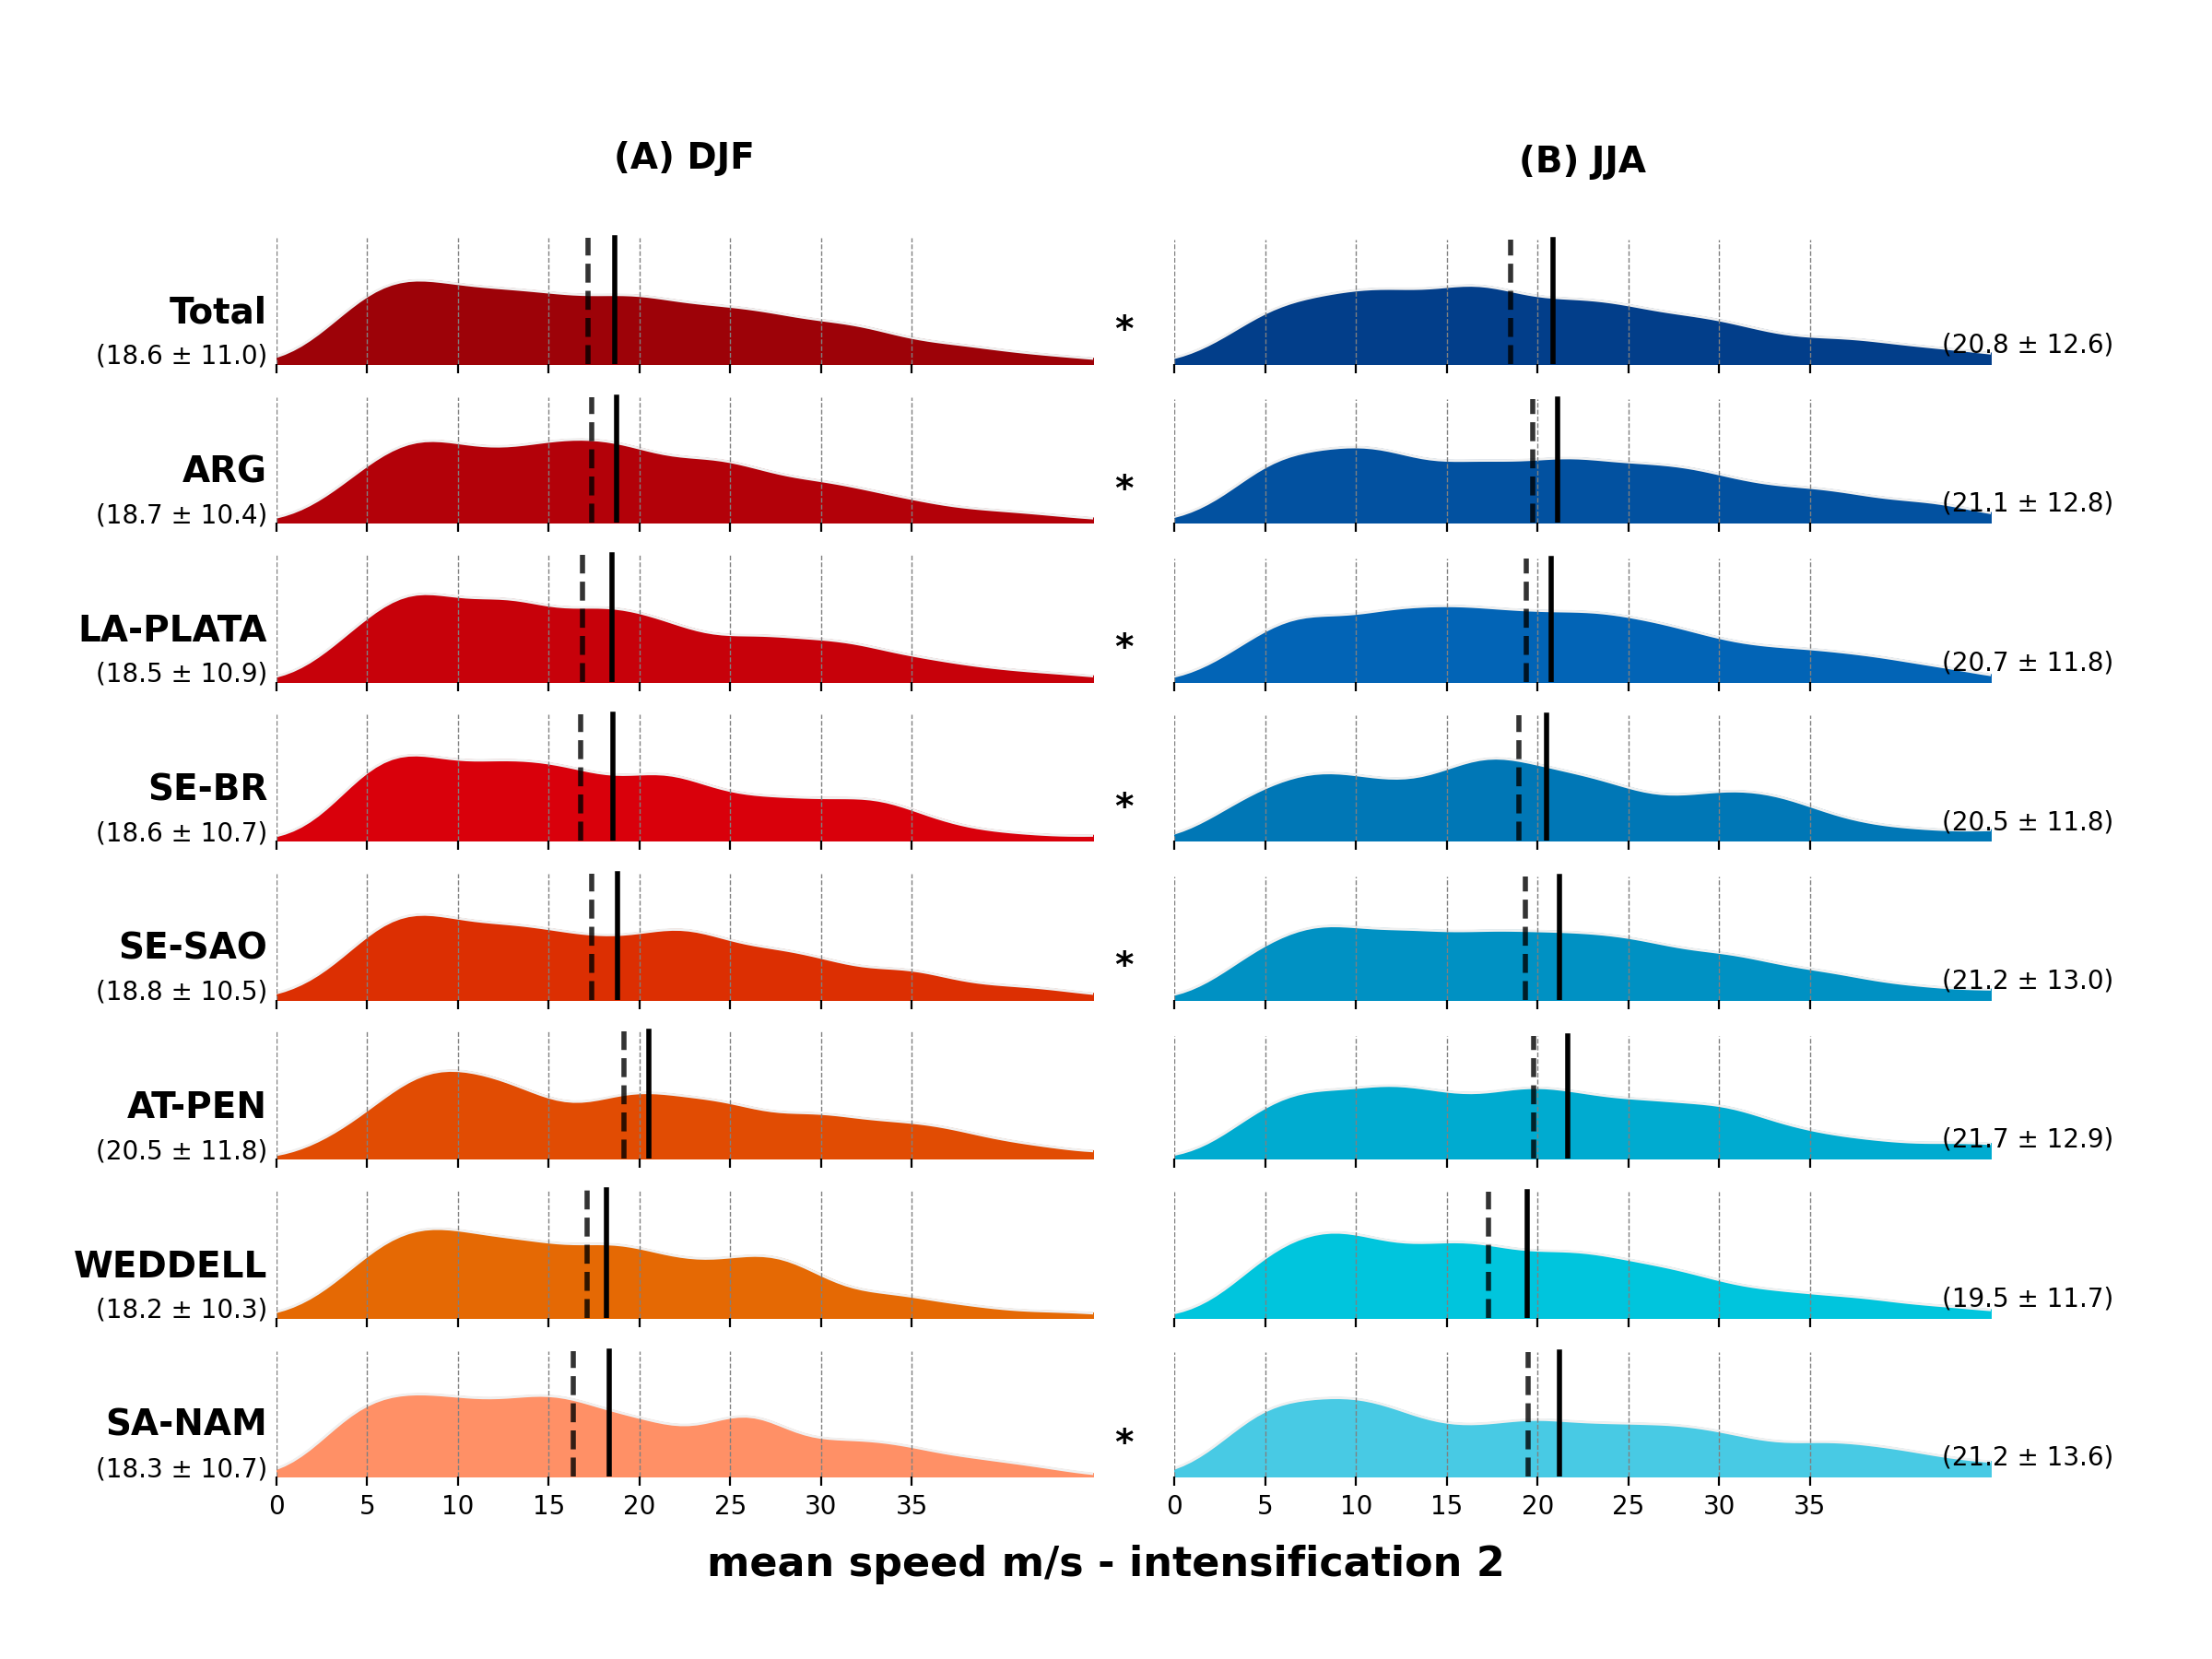 (A) DJF
(B) JJA
Total
(18.6 ± 11.0)
*
(20.8 ± 12.6)
ARG
(18.7 ± 10.4)
*
(21.1 ± 12.8)
LA-PLATA
(18.5 ± 10.9)
*
(20.7 ± 11.8)
SE-BR
(18.6 ± 10.7)
*
(20.5 ± 11.8)
SE-SAO
(18.8 ± 10.5)
*
(21.2 ± 13.0)
AT-PEN
(20.5 ± 11.8)
(21.7 ± 12.9)
WEDDELL
(18.2 ± 10.3)
(19.5 ± 11.7)
SA-NAM
(18.3 ± 10.7)
*
(21.2 ± 13.6)
0 5 10 15 20 25 30 35
0 5 10 15 20 25 30 35
mean speed m/s - intensification 2